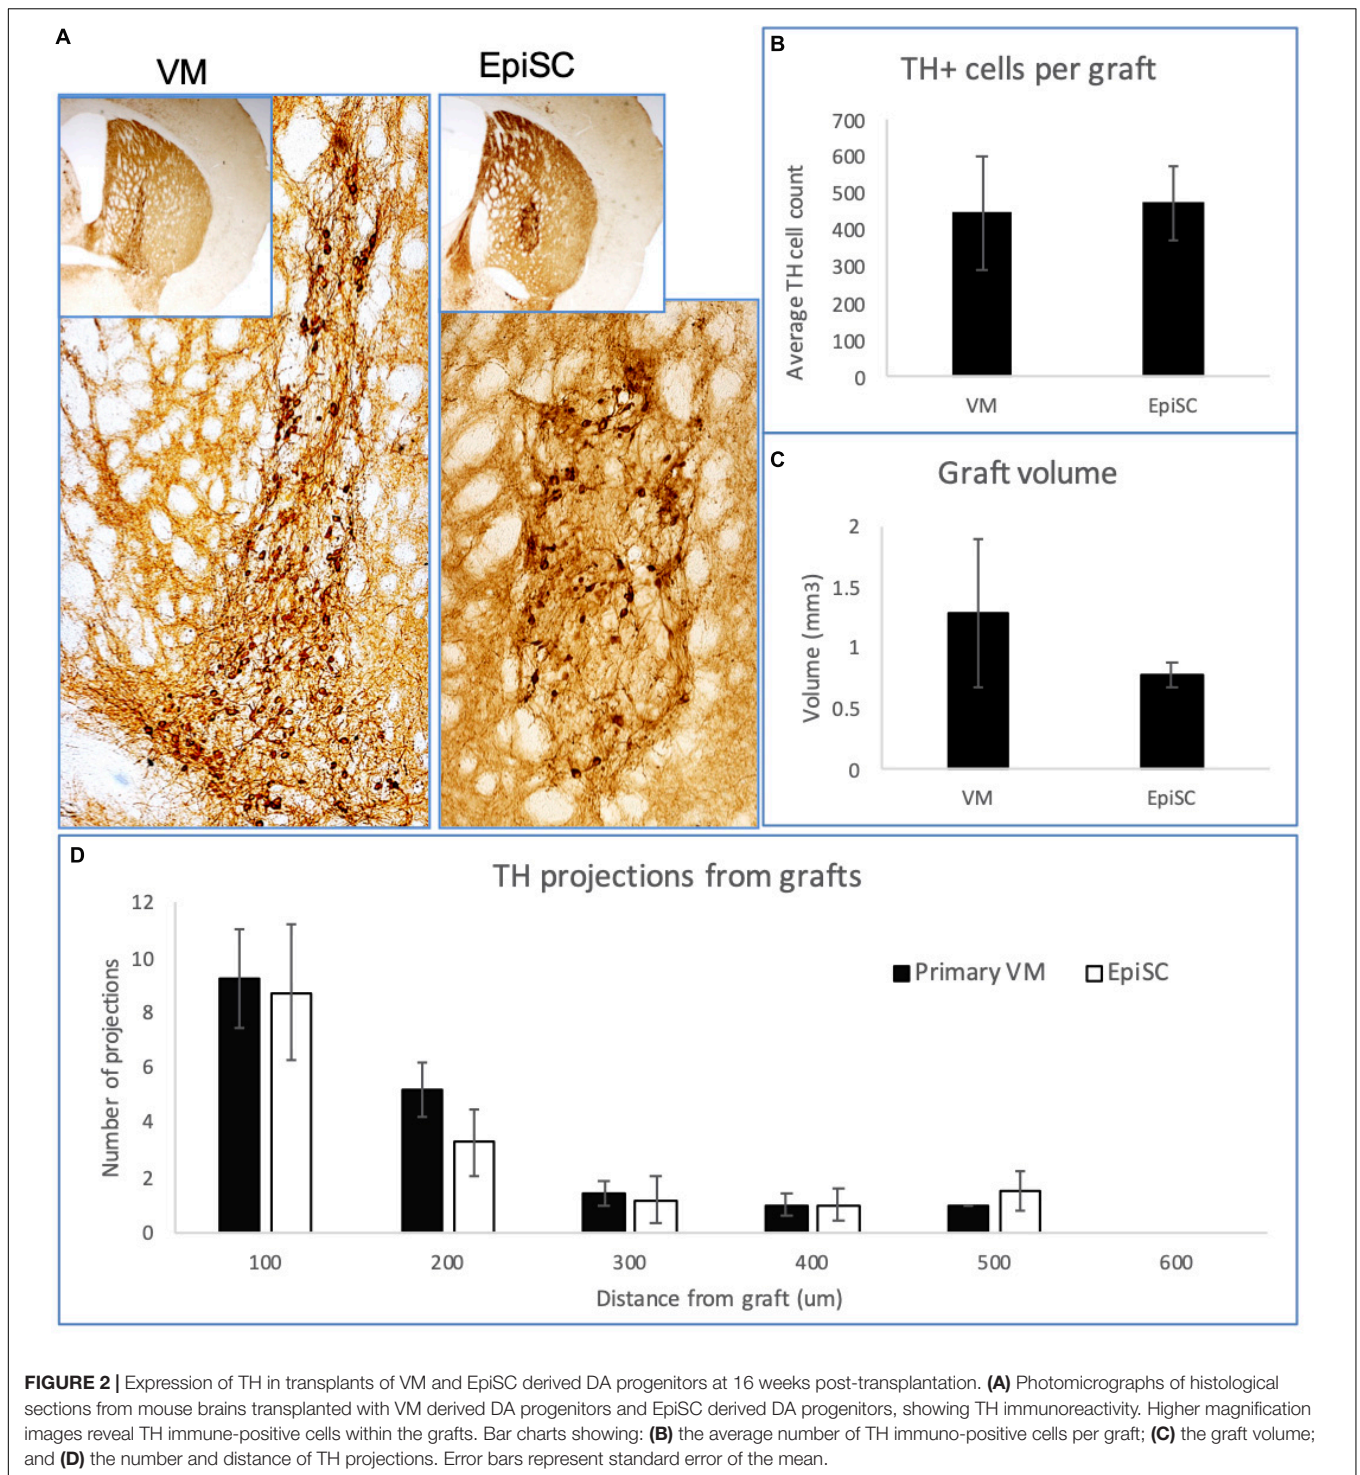 A
VM
EpiSC
B
TH+ cells per graft
Average TH cell count
700
600
500
400
300
200
100
0
VM
EpiSC
C
Graft volume
Volume (mm3)
2
1.5
1
0.5
0
VM
EpiSC
D
TH projections from grafts
Number of projections
12
10
8
6
4
2
0
Primary VM
EpiSC
100 200 300 400 500 600
Distance from graft (um)
FIGURE 2 | Expression of TH in transplants of VM and EpiSC derived DA progenitors at 16 weeks post-transplantation. (A) Photomicrographs of histological
sections from mouse brains transplanted with VM derived DA progenitors and EpiSC derived DA progenitors, showing TH immunoreactivity. Higher magnification
images reveal TH immune-positive cells within the grafts. Bar charts showing: (B) the average number of TH immuno-positive cells per graft; (C) the graft volume;
and (D) the number and distance of TH projections. Error bars represent standard error of the mean.